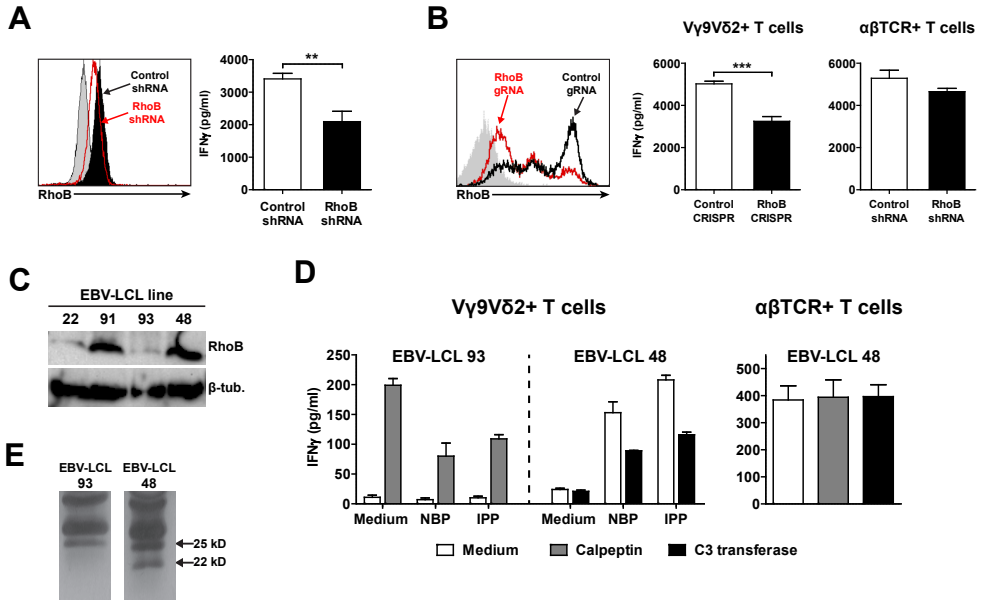 A
Control
shRNA
RhoB
shRNA
RhoB
IFNγ (pg/ml)
4000
3000
2000
1000
0
**
Control
shRNA
RhoB
shRNA
B
Vγ9Vδ2+ T cells
αβTCR+ T cells
RhoB
gRNA
Control
gRNA
RhoB
IFNγ (pg/ml)
6000
4000
2000
0
***
Control
CRISPR
RhoB
CRISPR
6000
4000
2000
0
Control
shRNA
RhoB
shRNA
C
EBV-LCL line
22 91 93 48
RhoB
β-tub.
D
Vγ9Vδ2+ T cells
αβTCR+ T cells
EBV-LCL 93
EBV-LCL 48
EBV-LCL 48
IFNγ (pg/ml)
250
200
150
100
50
0
Medium NBP IPP Medium NBP IPP
500
400
300
200
100
0
Medium Calpeptin C3 transferase
E
EBV-LCL
93
EBV-LCL
48
25 kD
22 kD